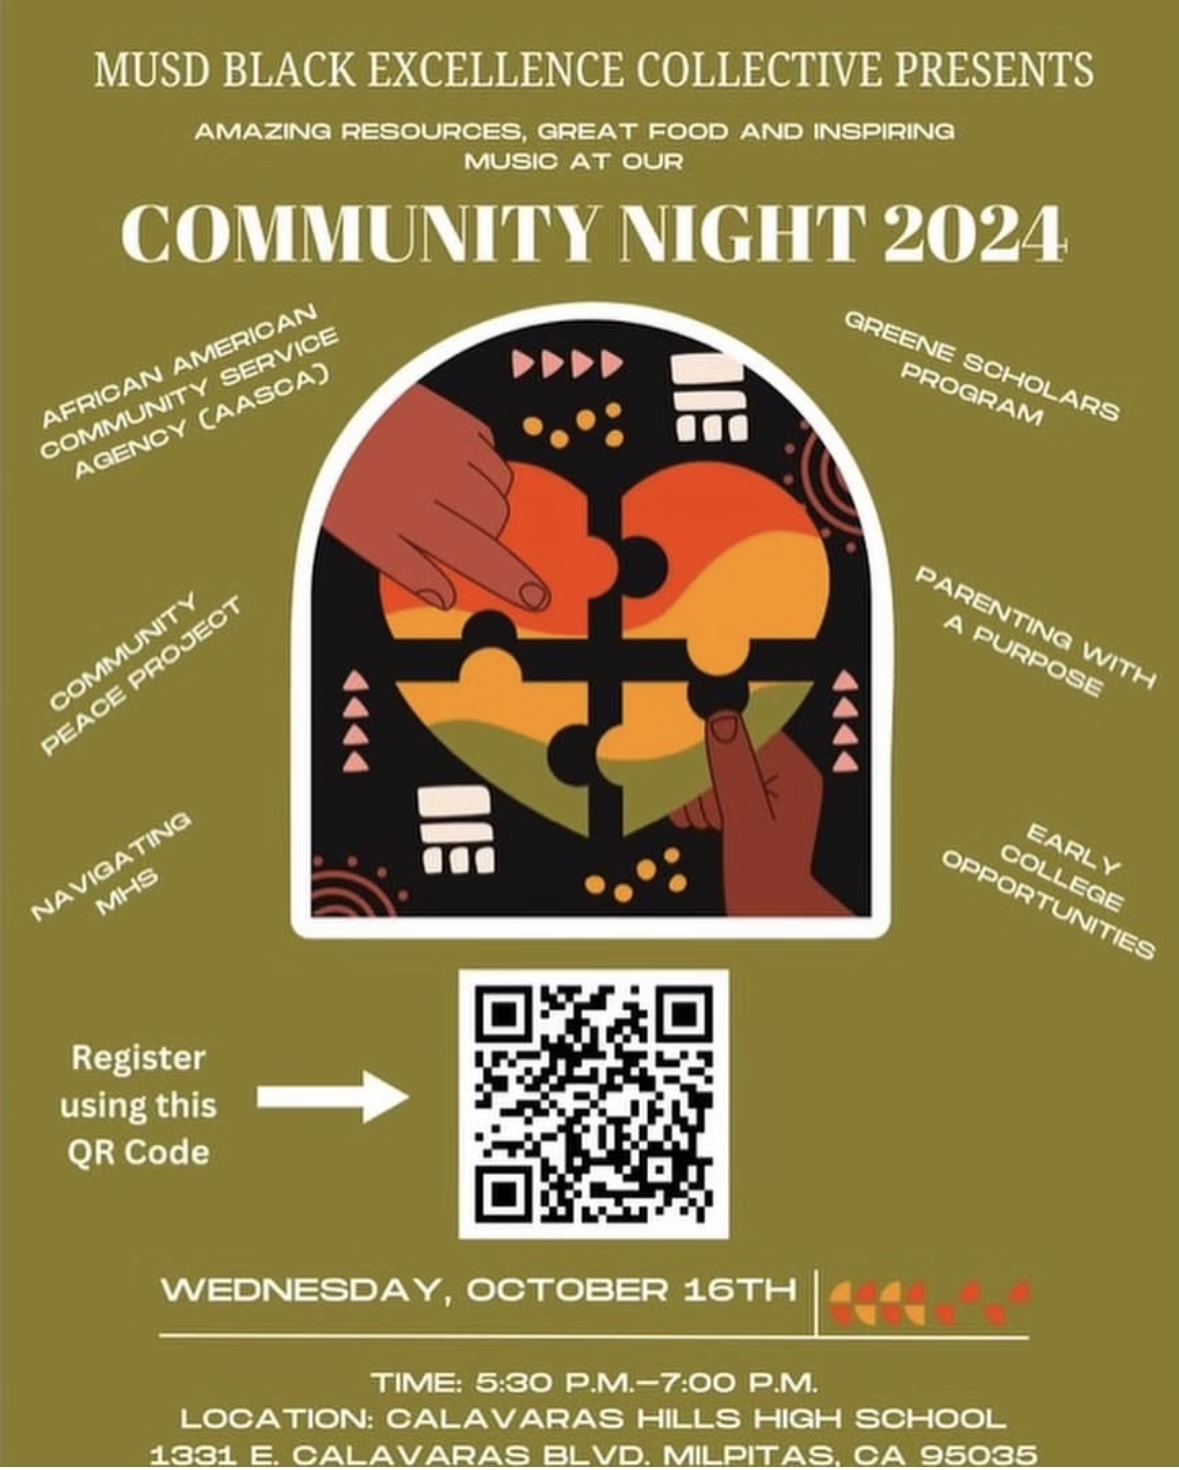 MUSD BLACK EXCELLENCE COLLECTIVE PRESENTS
AMAZING RESOURCES, GREAT FOOD AND INSPIRING
MUSIC AT OUR
COMMUNITY NIGHT 2024
AFRICAN AMERICAN
COMMUNITY SERVICE
AGENCY (AASCA)
GREENE SCHOLARS
PROGRAM
COMMUNITY
PEACE PROJECT
PARENTING WITH
A PURPOSE
NAVIGATING
MHS
EARLY
COLLEGE
OPPORTUNITIES
Register
using this
QR Code
WEDNESDAY, OCTOBER 16TH
TIME: 5:30 P.M.–7:00 P.M.
LOCATION: CALAVARAS HILLS HIGH SCHOOL
1331 E. CALAVARAS BLVD. MILPITAS, CA 95035